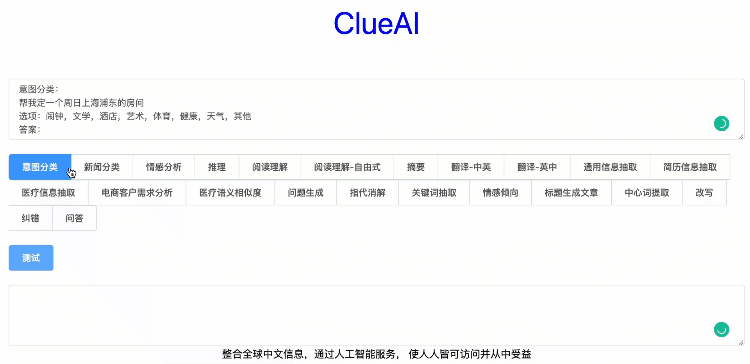 ClueAI
意图分类：
帮我定一个周日上海浦东的房间
选项：闹钟，文学，酒店，艺术，体育，健康，天气，其他
答案：
意图分类 新闻分类 情感分析 推理 阅读理解 阅读理解-自由式 摘要 翻译-中英 翻译-英中 通用信息抽取 简历信息抽取
医疗信息抽取 电商客户需求分析 医疗语义相似度 问题生成 指代消解 关键词抽取 情感倾向 标题生成文章 中心词提取 改写
纠错 问答
测试
整合全球中文信息，通过人工智能服务， 使人人皆可访问并从中受益